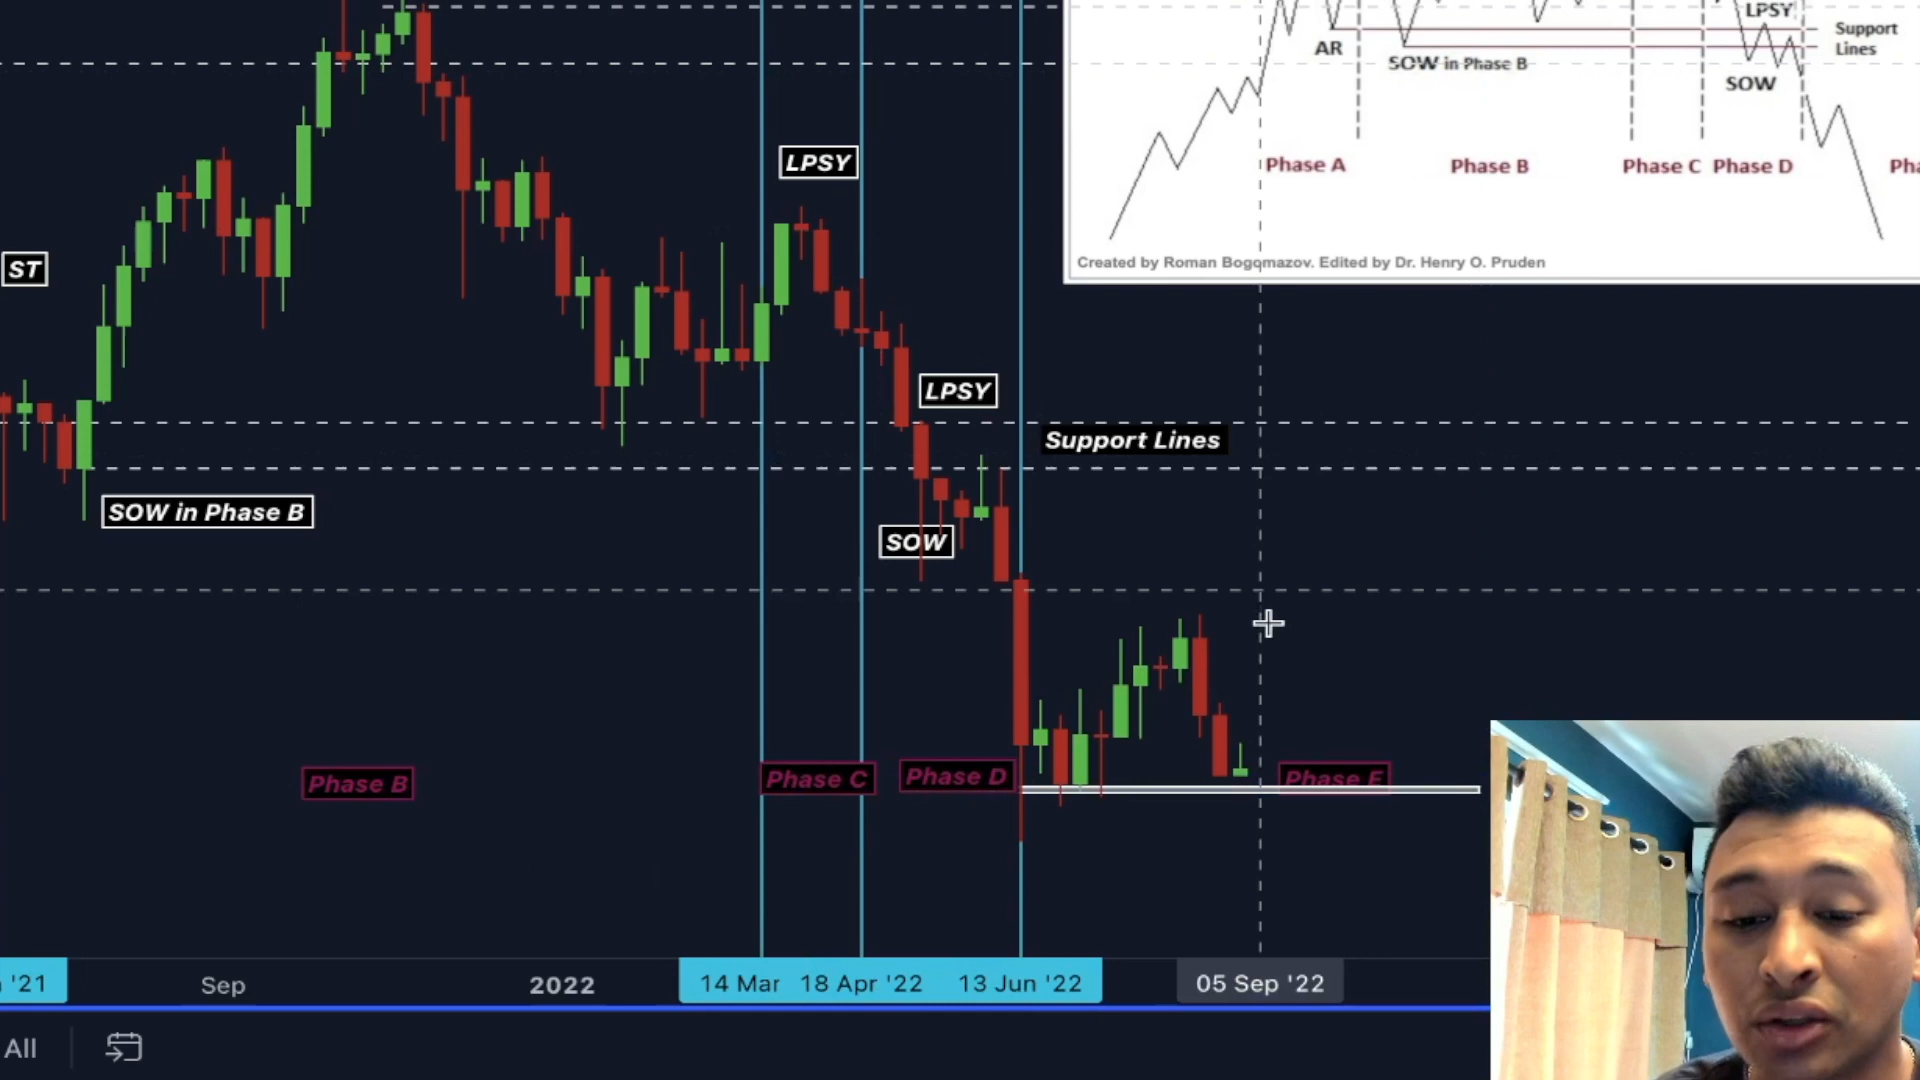 LPSY
Support
Lines
AR
SOW in Phase B
SOW
Phase A
Phase B
Phase C
Phase D
Created by Roman Bogomazov. Edited by Dr. Henry O. Pruden
LPSY
ST
LPSY
Support Lines
SOW in Phase B
SOW
Phase B
Phase C
Phase D
Phase E
'21
Sep
2022
14 Mar
18 Apr '22
13 Jun '22
05 Sep '22
All